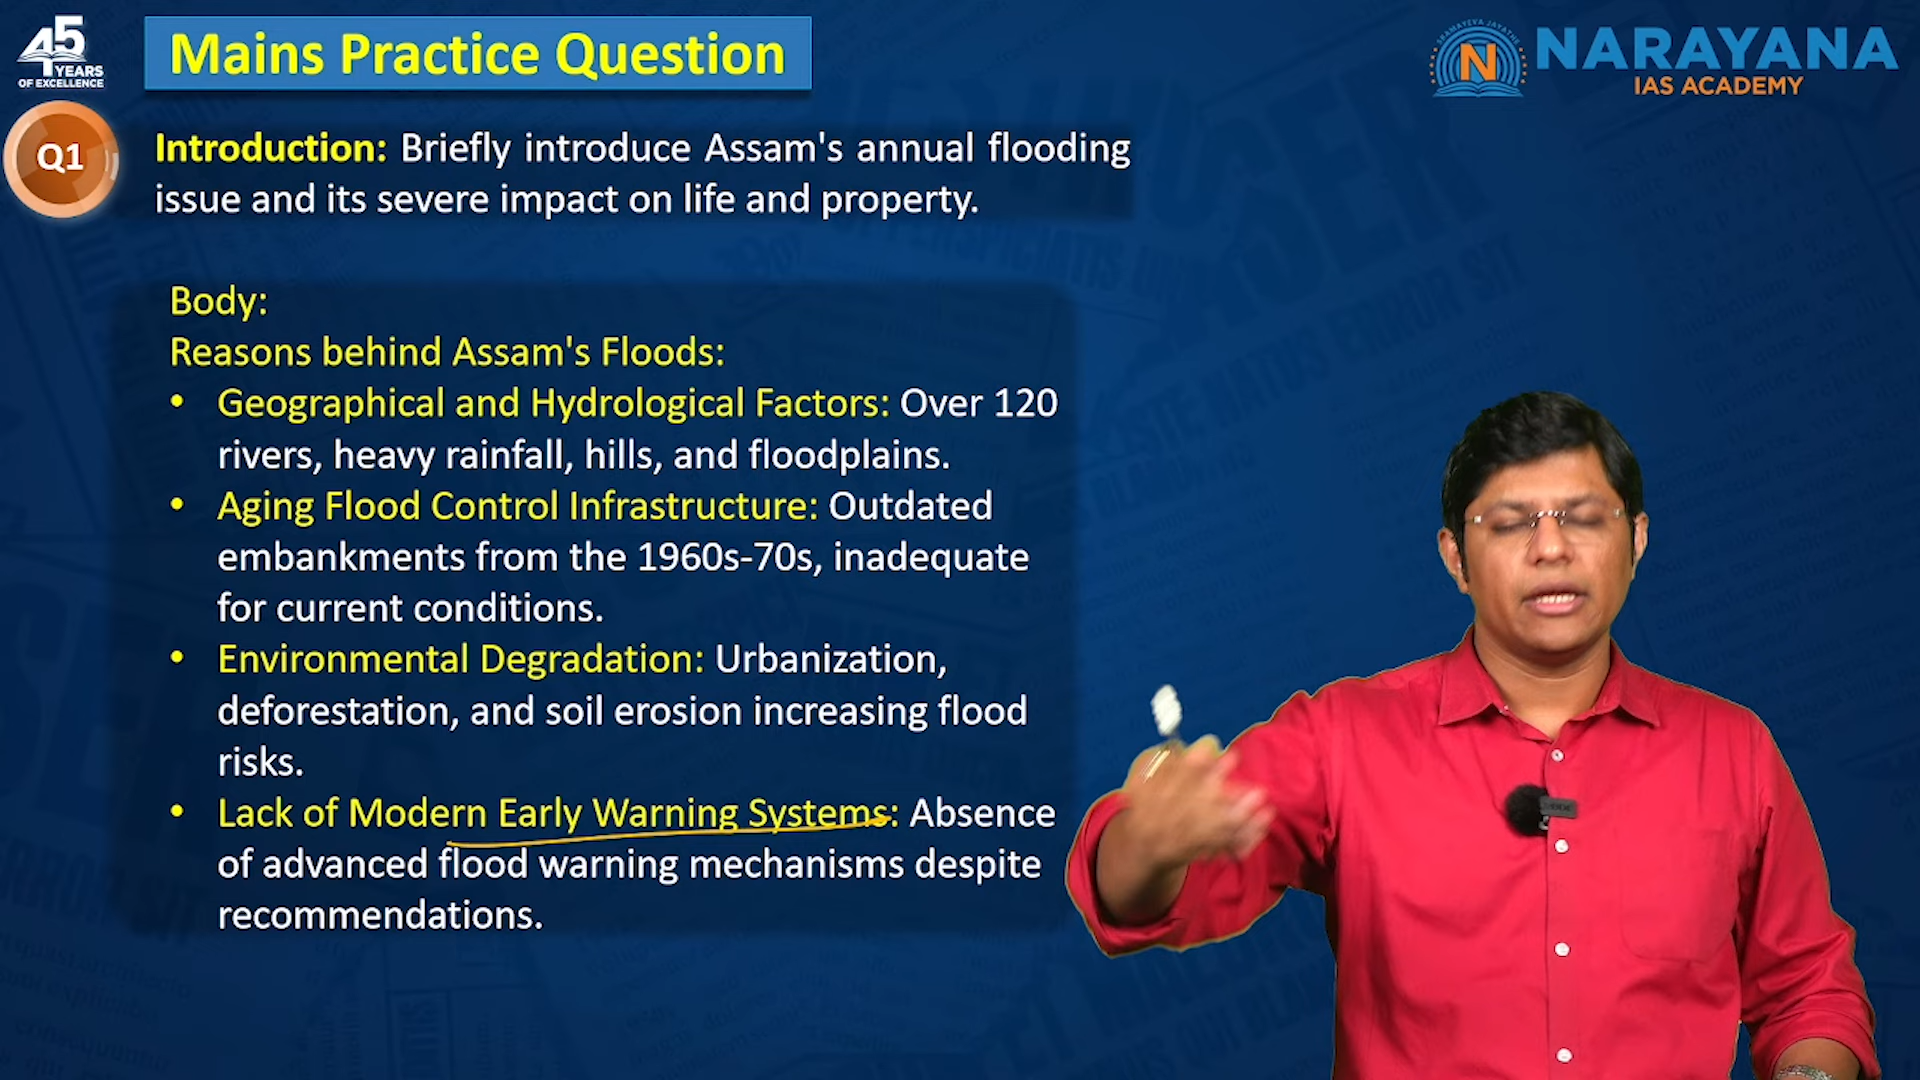 45
YEARS
OF EXCELLENCE
Mains Practice Question
NARAYANA
IAS ACADEMY
Q1
Introduction: Briefly introduce Assam's annual flooding
issue and its severe impact on life and property.
Body:
Reasons behind Assam's Floods:
• Geographical and Hydrological Factors: Over 120
rivers, heavy rainfall, hills, and floodplains.
• Aging Flood Control Infrastructure: Outdated
embankments from the 1960s-70s, inadequate
for current conditions.
• Environmental Degradation: Urbanization,
deforestation, and soil erosion increasing flood
risks.
• Lack of Modern Early Warning Systems: Absence
of advanced flood warning mechanisms despite
recommendations.